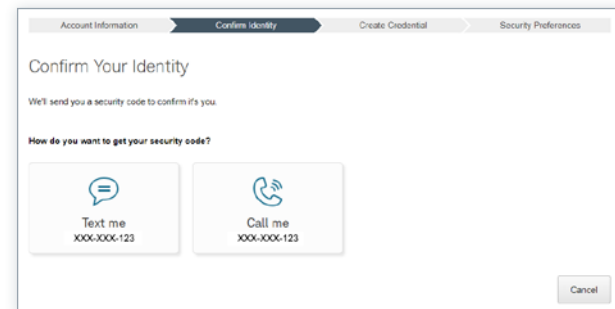 Account Information Confirm Identity Create Credential Security Preferences
Confirm Your Identity
We'll send you a security code to confirm it's you.
How do you want to get your security code?
Text me Call me
XXX-XXX-123 XXX-XXX-123
Cancel